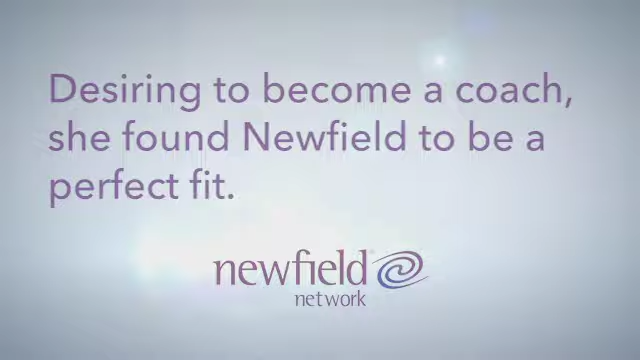 Desiring to become a coach,
she found Newfield to be a
perfect fit.
newfield®
network